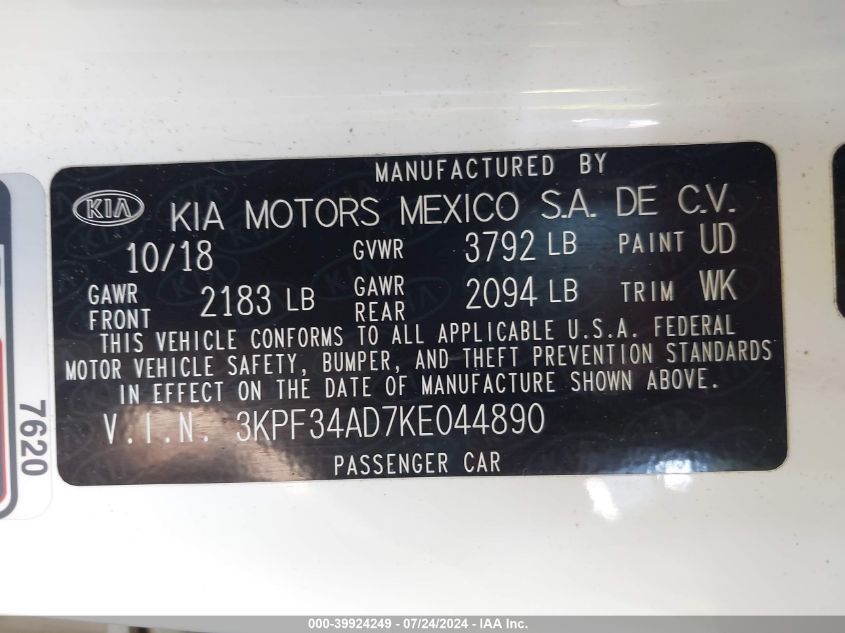 MANUFACTURED BY
KIA KIA MOTORS MEXICO S.A. DE C.V.
10/18 GVWR 3792 LB PAINT UD
GAWR FRONT 2183 LB GAWR REAR 2094 LB TRIM WK
THIS VEHICLE CONFORMS TO ALL APPLICABLE U.S.A. FEDERAL
MOTOR VEHICLE SAFETY, BUMPER, AND THEFT PREVENTION STANDARDS
IN EFFECT ON THE DATE OF MANUFACTURE SHOWN ABOVE.
V.I.N. 3KPF34AD7KE044890
PASSENGER CAR
7620
000-39924249 - 07/24/2024 - IAA Inc.